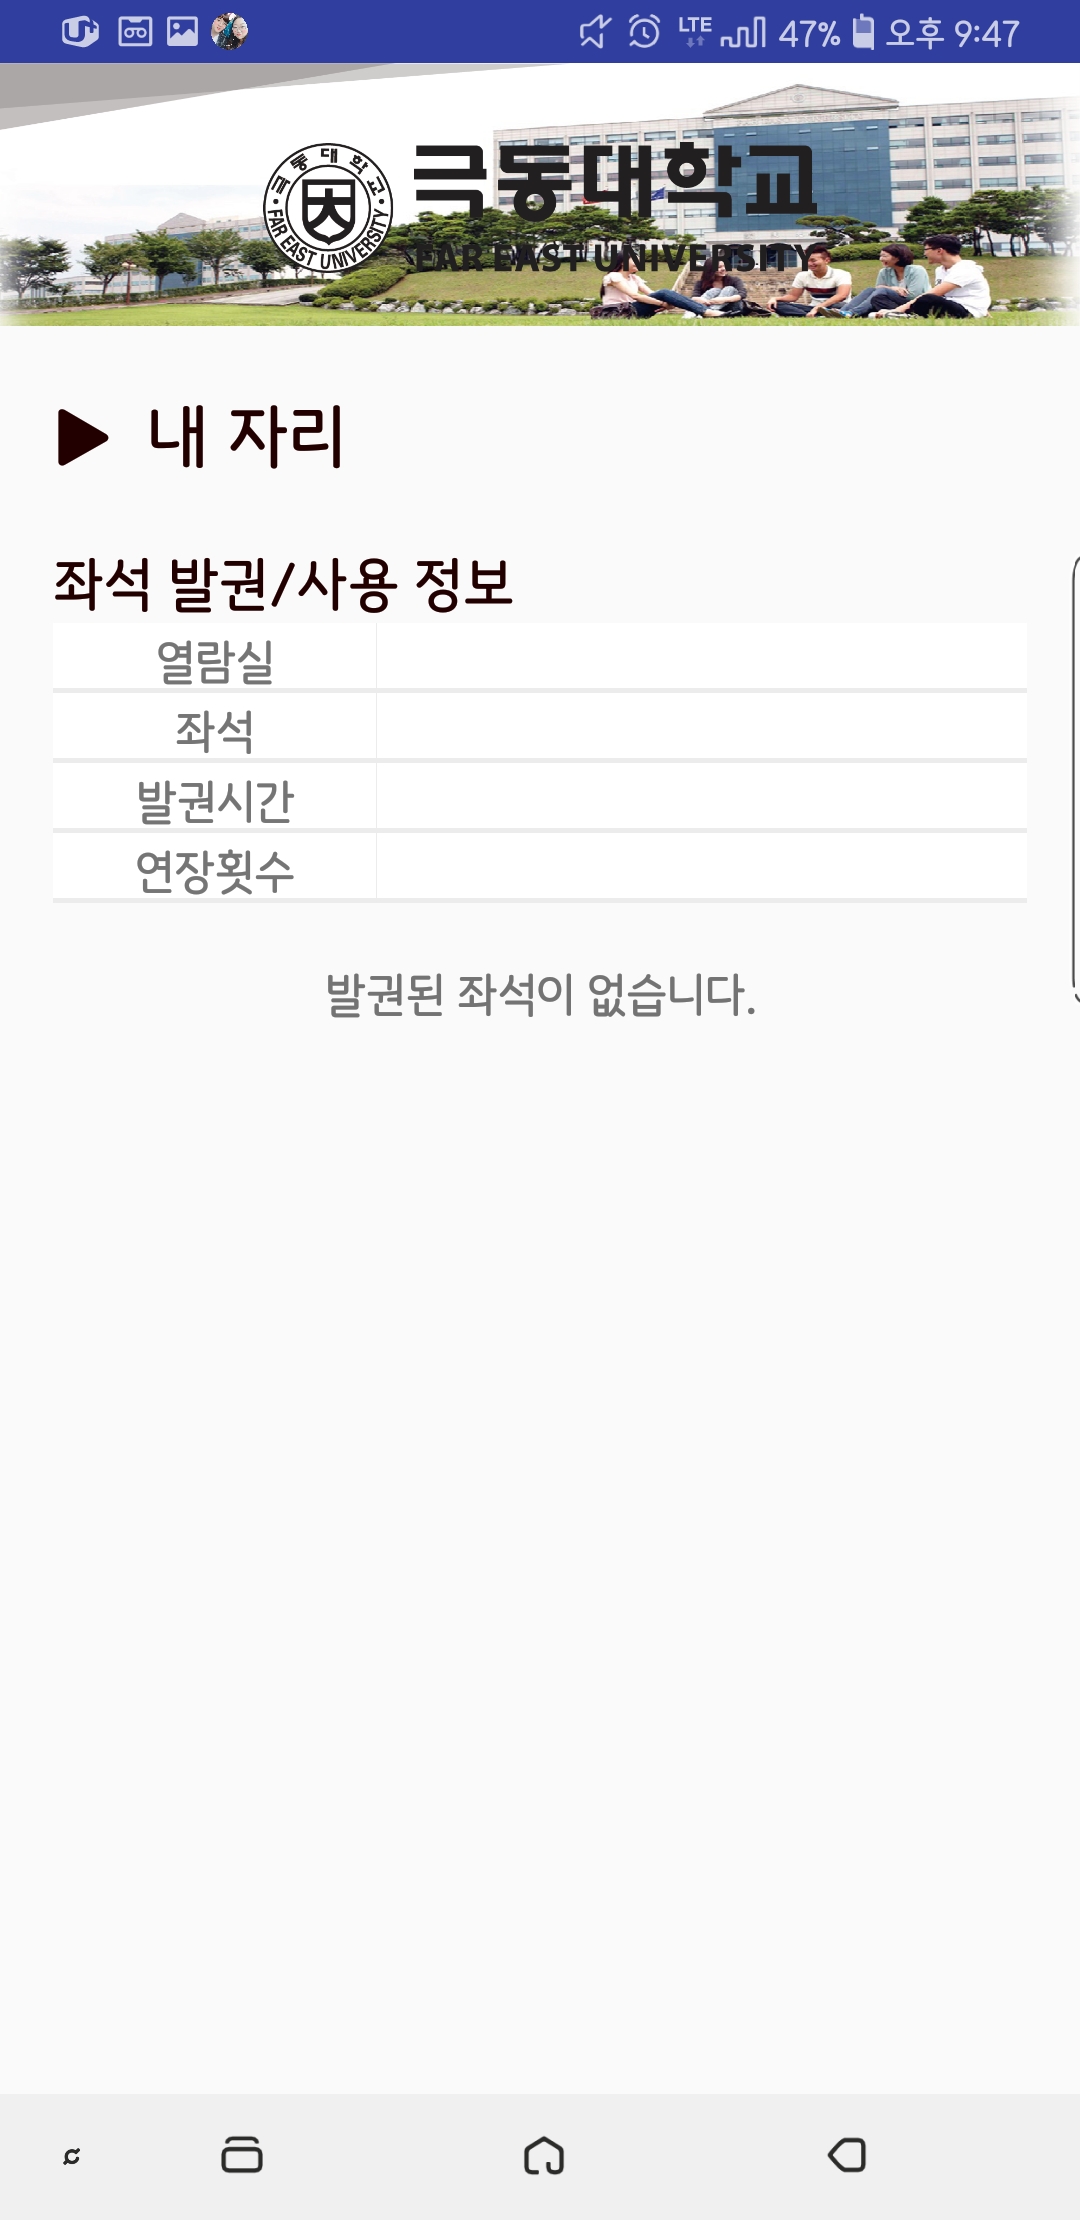 LTE 47% 오후 9:47
극동대학교
FAR EAST UNIVERSITY
극동대학교
FAR EAST UNIVERSITY
▶ 내 자리
좌석 발권/사용 정보
열람실
좌석
발권시간
연장횟수
발권된 좌석이 없습니다.